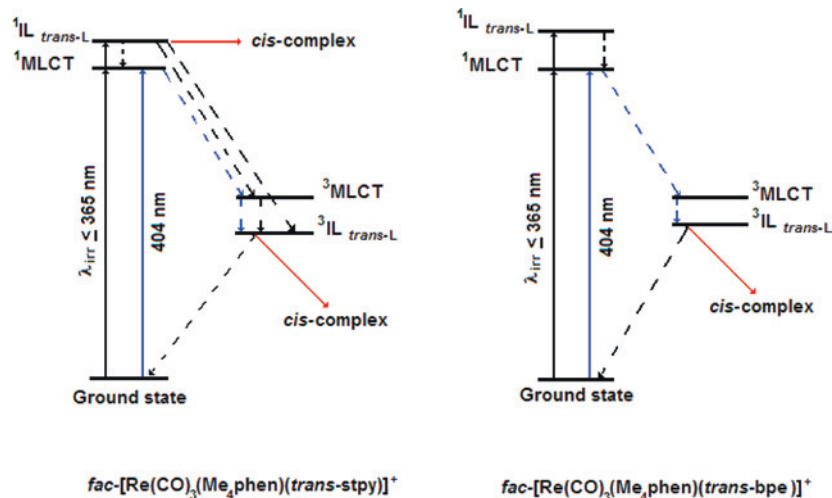 ¹IL trans-L
cis-complex
¹MLCT
λirr ≤ 365 nm
404 nm
³MLCT
³IL trans-L
cis-complex
Ground state
fac-[Re(CO)₃(Me₄phen)(trans-stpy)]⁺
¹IL trans-L
¹MLCT
λirr ≤ 365 nm
404 nm
³MLCT
³IL trans-L
cis-complex
Ground state
fac-[Re(CO)₃(Me₄phen)(trans-bpe)]⁺